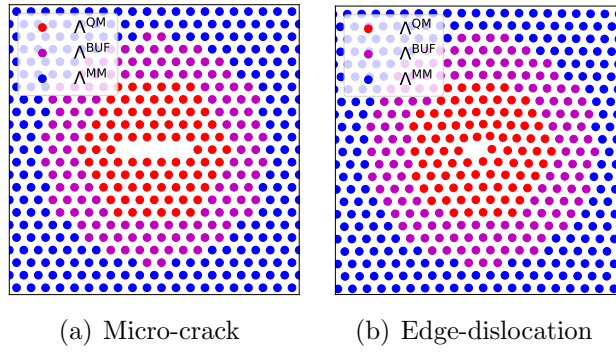 Λ^QM
Λ^BUF
Λ^MM
Λ^QM
Λ^BUF
Λ^MM
(a) Micro-crack
(b) Edge-dislocation